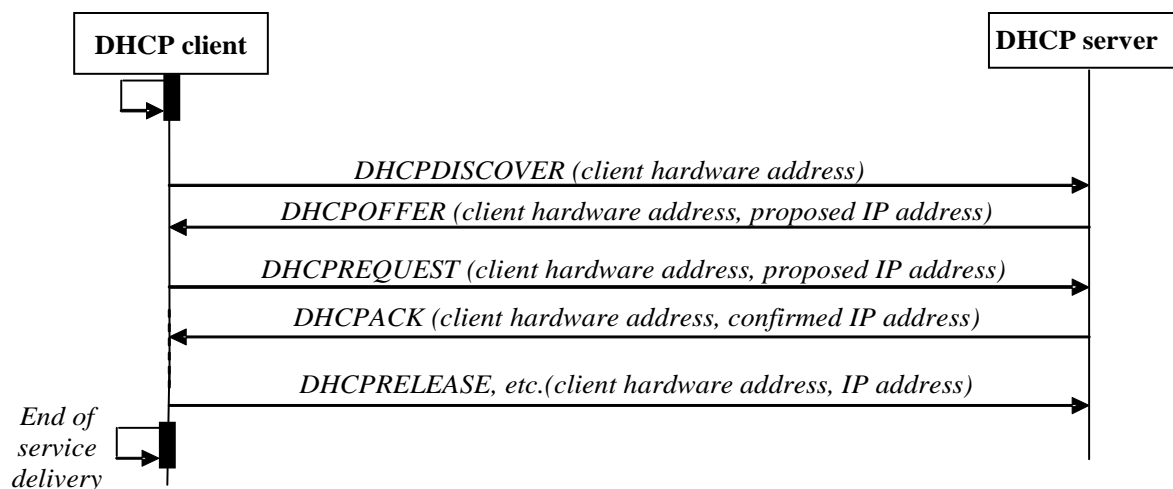 DHCP client
DHCP server
DHCPDISCOVER (client hardware address)
DHCPOFFER (client hardware address, proposed IP address)
DHCPREQUEST (client hardware address, proposed IP address)
DHCPACK (client hardware address, confirmed IP address)
DHCPRELEASE, etc.(client hardware address, IP address)
End of
service
delivery